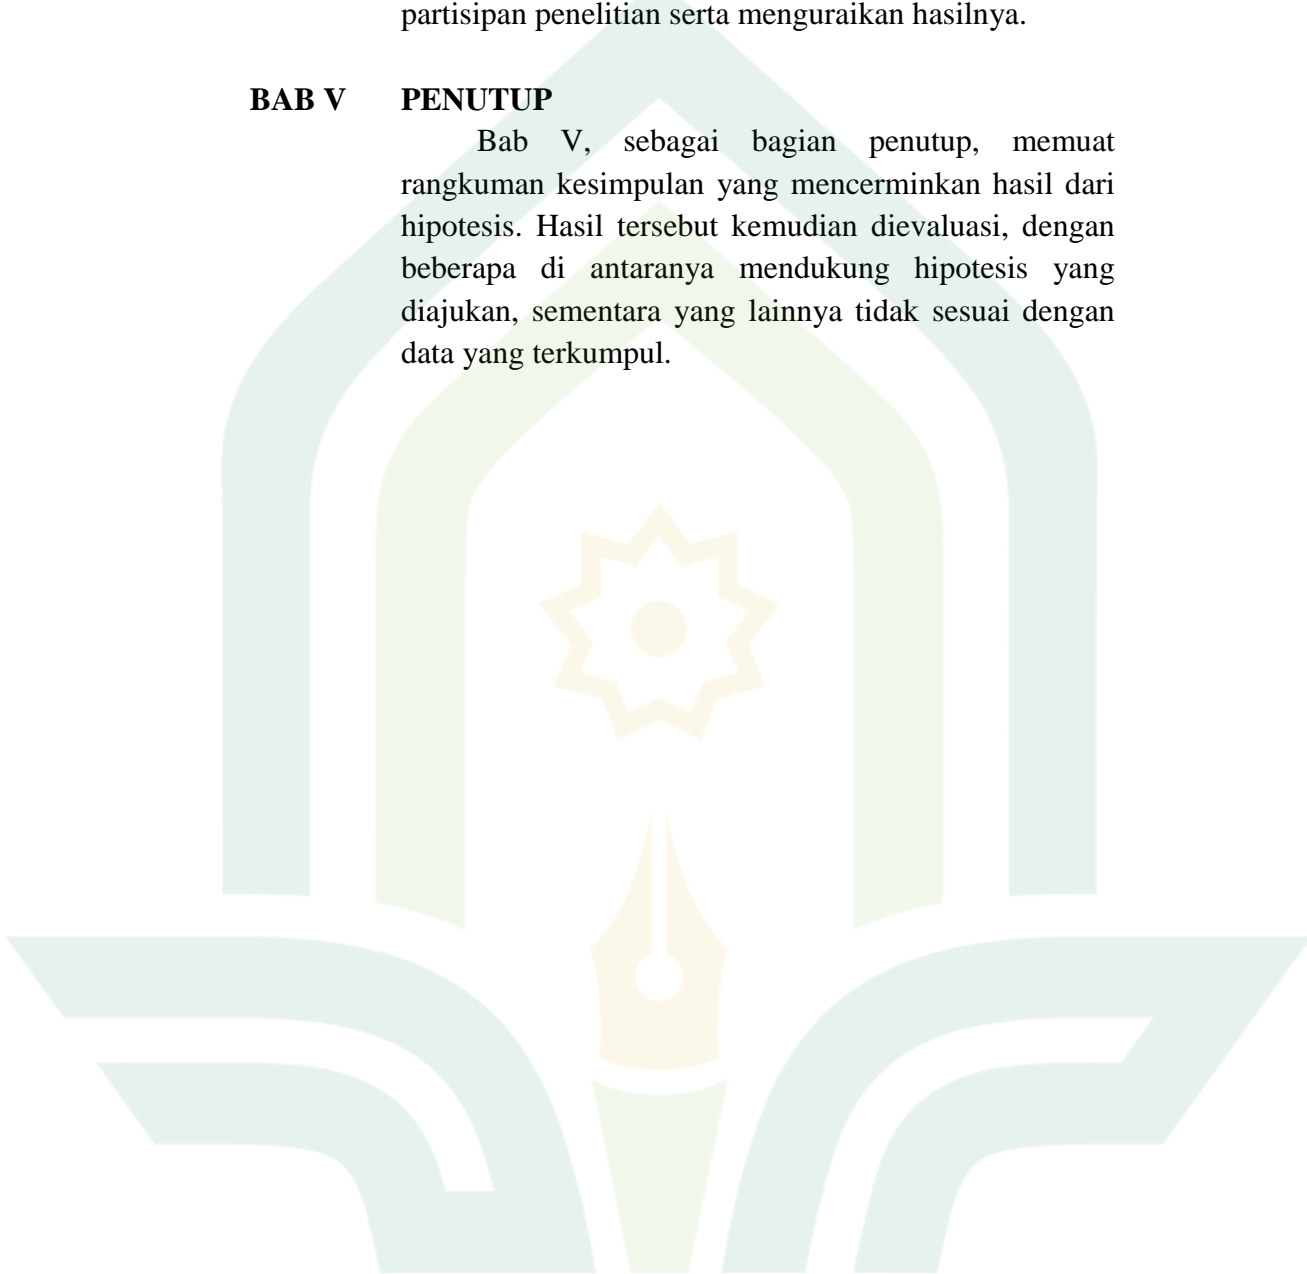 partisipan penelitian serta menguraikan hasilnya.
BAB V PENUTUP
Bab V, sebagai bagian penutup, memuat
rangkuman kesimpulan yang mencerminkan hasil dari
hipotesis. Hasil tersebut kemudian dievaluasi, dengan
beberapa di antaranya mendukung hipotesis yang
diajukan, sementara yang lainnya tidak sesuai dengan
data yang terkumpul.